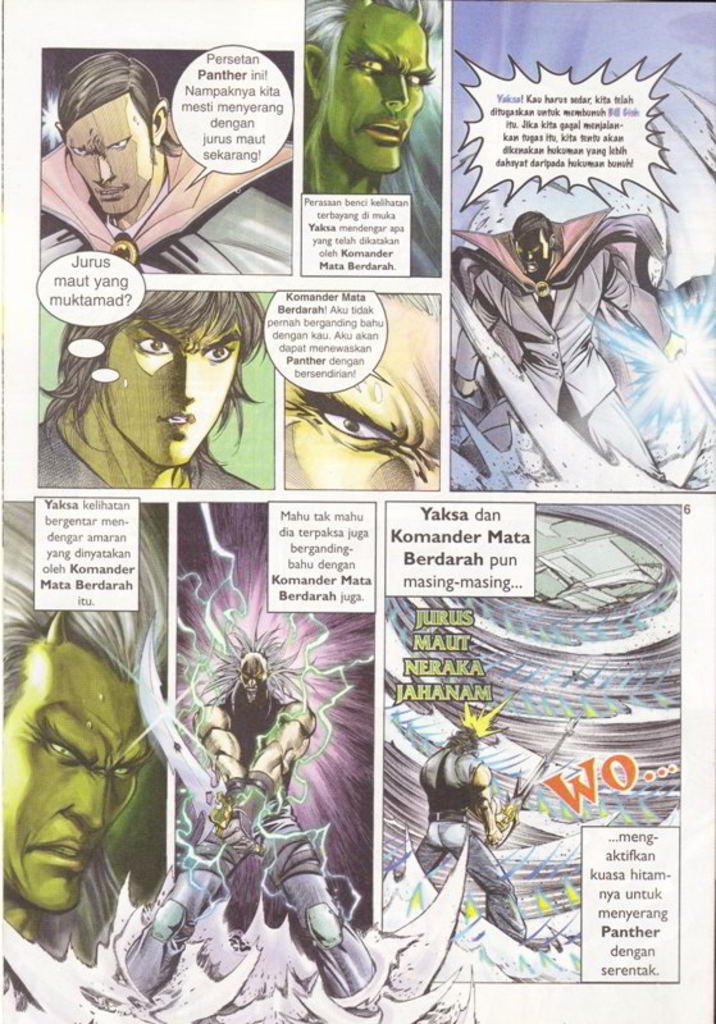 Persetan
Panther ini!
Nampaknya kita
mesti menyerang
dengan
jurus maut
sekarang!
Perasaan benci kelihatan
terbayang di muka
Yaksa mendengar apa
yang telah dikatakan
oleh Komander
Mata Berdarah.
Yaksa! Kau harus sedar, kita telah
ditugaskan untuk membunuh Bill Gish
itu. Jika kita gagal menjalan-
kan tugas itu, kita tentu akan
dikenakan hukuman yang lebih
dahsyat daripada hukuman bunuh!
Jurus
maut yang
muktamad?
Komander Mata
Berdarah! Aku tidak
pernah berganding bahu
dengan kau. Aku akan
dapat menewaskan
Panther dengan
bersendirian!
6
Yaksa kelihatan
bergentar men-
dengar amaran
yang dinyatakan
oleh Komander
Mata Berdarah
itu.
Mahu tak mahu
dia terpaksa juga
berganding-
bahu dengan
Komander Mata
Berdarah juga.
Yaksa dan
Komander Mata
Berdarah pun
masing-masing...
JURUS
MAUT
NERAKA
JAHANAM
WO...
...meng-
aktifkan
kuasa hitam-
nya untuk
menyerang
Panther
dengan
serentak.